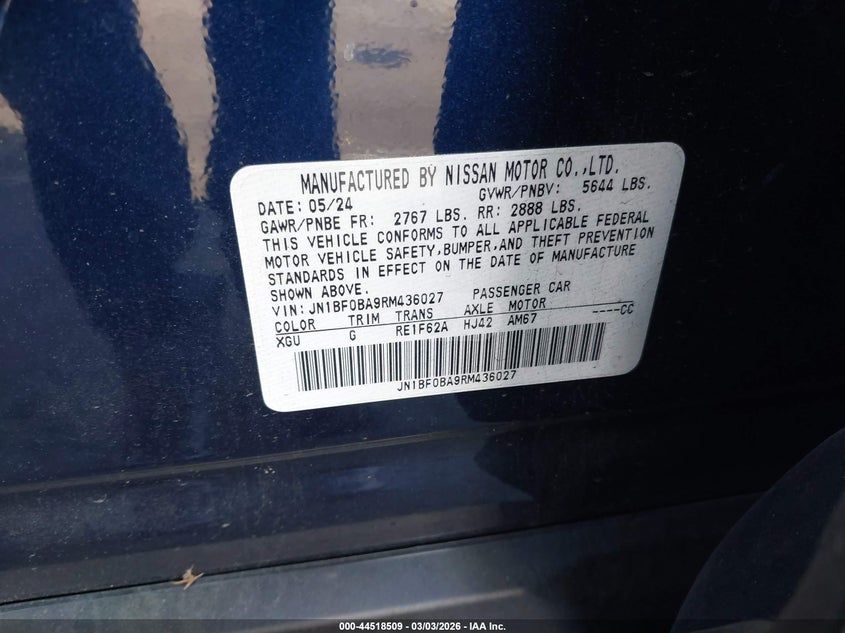 MANUFACTURED BY NISSAN MOTOR CO.,LTD.
DATE: 05/24 GVWR/PNBV: 5644 LBS.
GAWR/PNBE FR: 2767 LBS. RR: 2888 LBS.
THIS VEHICLE CONFORMS TO ALL APPLICABLE FEDERAL
MOTOR VEHICLE SAFETY,BUMPER,AND THEFT PREVENTION
STANDARDS IN EFFECT ON THE DATE OF MANUFACTURE
SHOWN ABOVE.
VIN: JN1BF0BA9RM436027 PASSENGER CAR
COLOR TRIM TRANS AXLE MOTOR
XGU G RE1F62A HJ42 AM67 ----CC
JN1BF0BA9RM436027
000-44518509 — 03/03/2026 — IAA Inc.